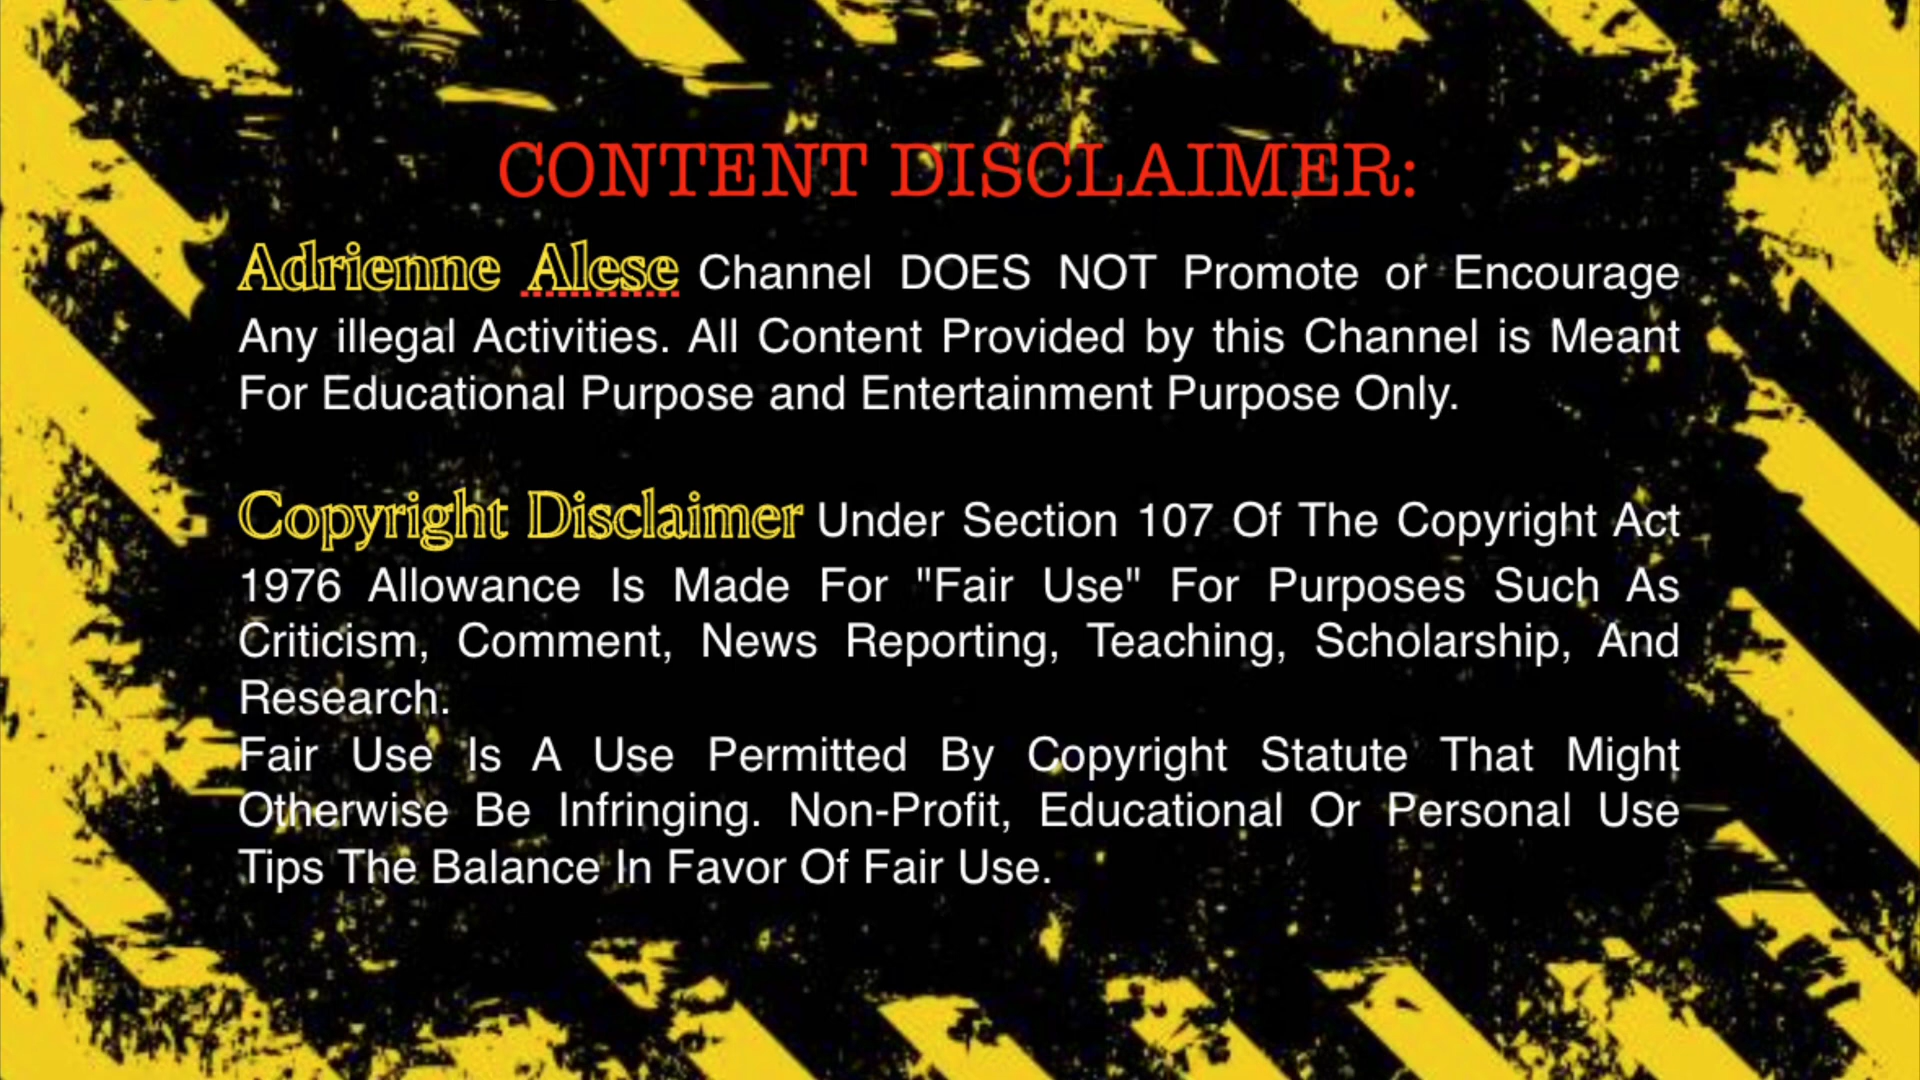 CONTENT DISCLAIMER:
Adrienne Alese Channel DOES NOT Promote or Encourage
Any illegal Activities. All Content Provided by this Channel is Meant
For Educational Purpose and Entertainment Purpose Only.
Copyright Disclaimer Under Section 107 Of The Copyright Act
1976 Allowance Is Made For "Fair Use" For Purposes Such As
Criticism, Comment, News Reporting, Teaching, Scholarship, And
Research.
Fair Use Is A Use Permitted By Copyright Statute That Might
Otherwise Be Infringing. Non-Profit, Educational Or Personal Use
Tips The Balance In Favor Of Fair Use.